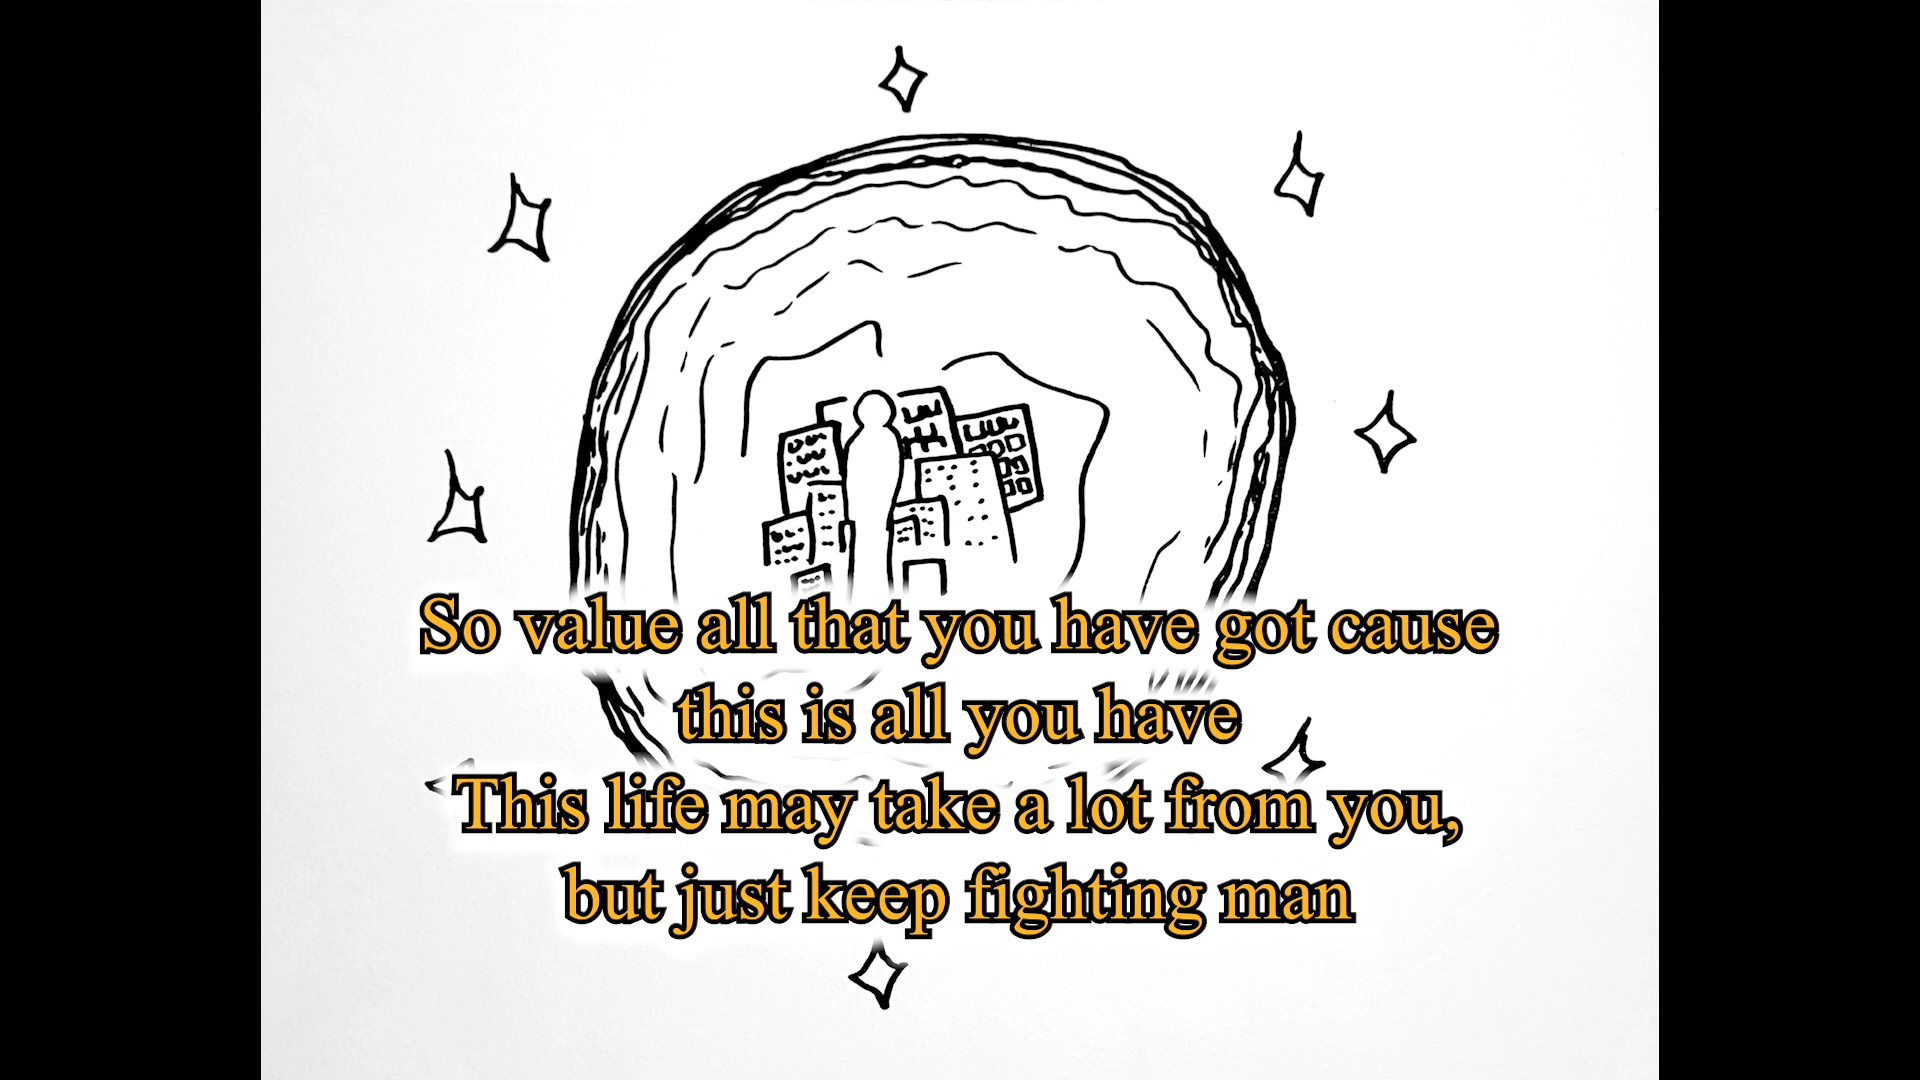 So value all that you have got cause
this is all you have
This life may take a lot from you,
but just keep fighting man